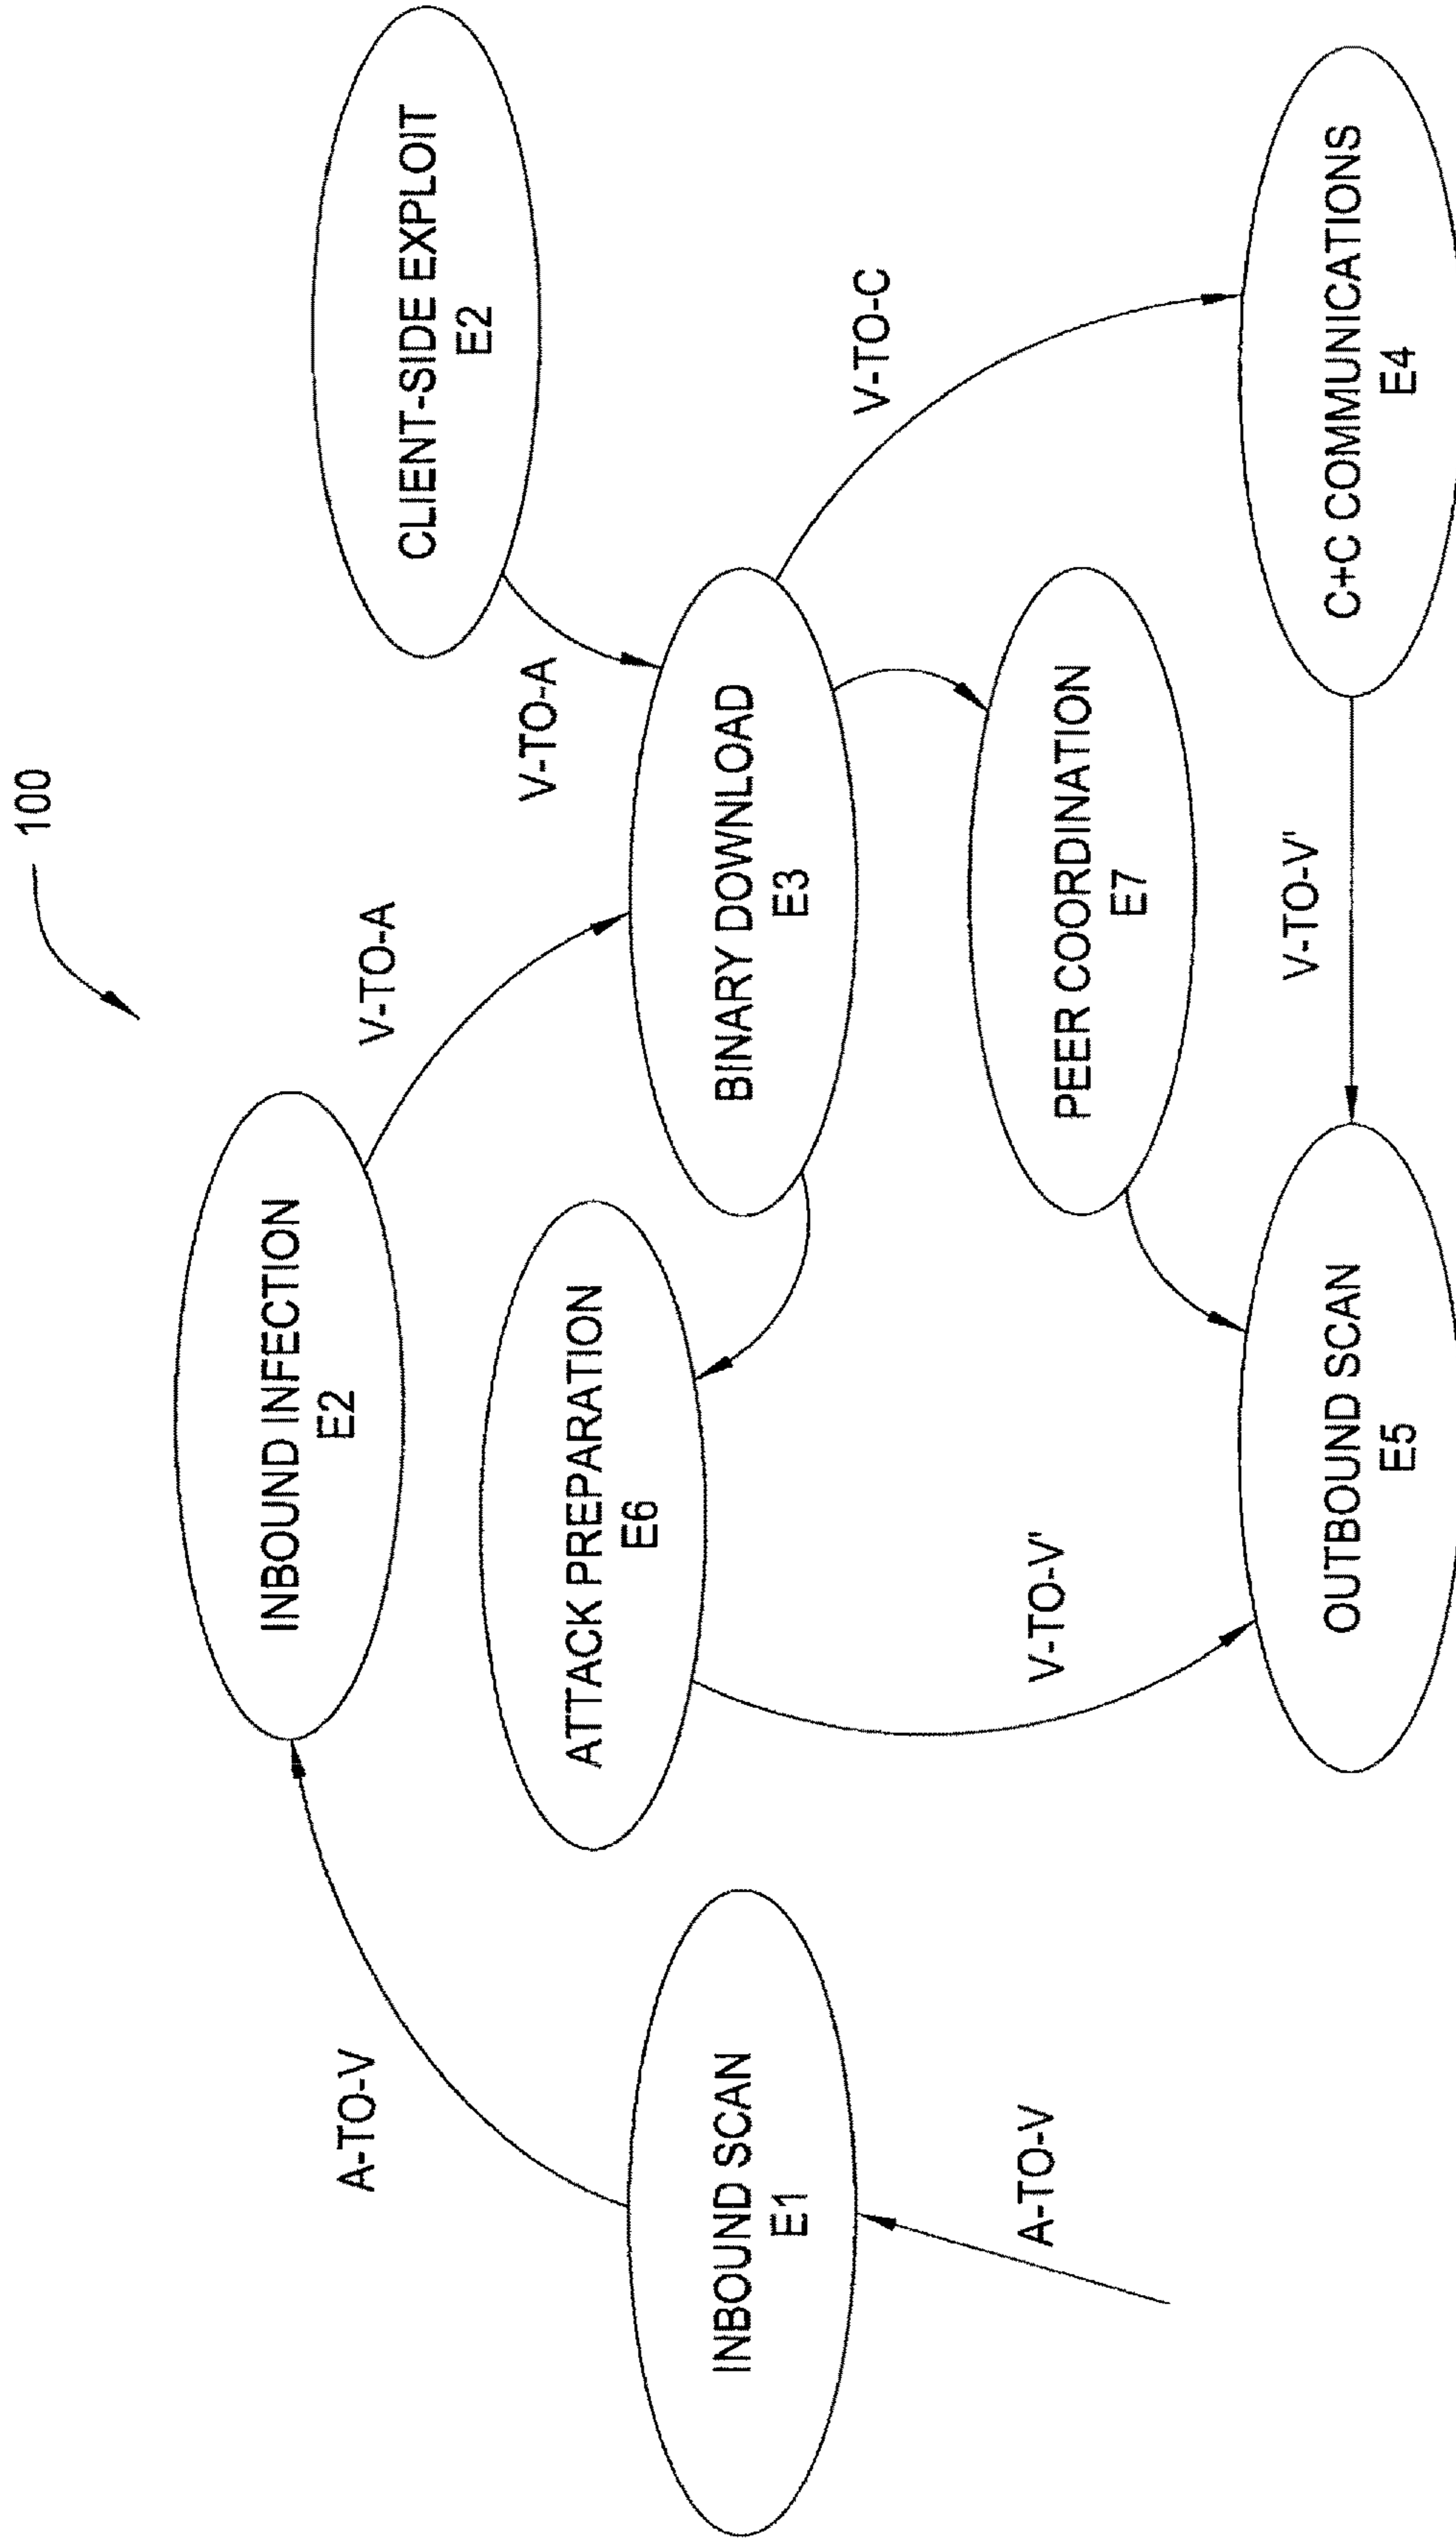 100
INBOUND INFECTION
E2
CLIENT-SIDE EXPLOIT
E2
A-TO-V
V-TO-A
V-TO-A
ATTACK PREPARATION
E6
INBOUND SCAN
E1
BINARY DOWNLOAD
E3
V-TO-C
A-TO-V
V-TO-V'
PEER COORDINATION
E7
V-TO-V'
OUTBOUND SCAN
E5
C+C COMMUNICATIONS
E4